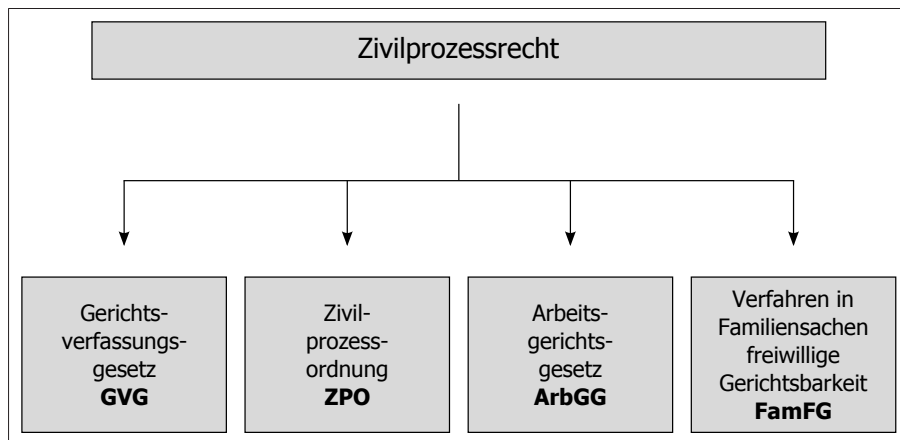 Zivilprozessrecht
Gerichts-
verfassungs-
gesetz
GVG
Zivil-
prozess-
ordnung
ZPO
Arbeits-
gerichts-
gesetz
ArbGG
Verfahren in
Familiensachen
freiwillige
Gerichtsbarkeit
FamFG